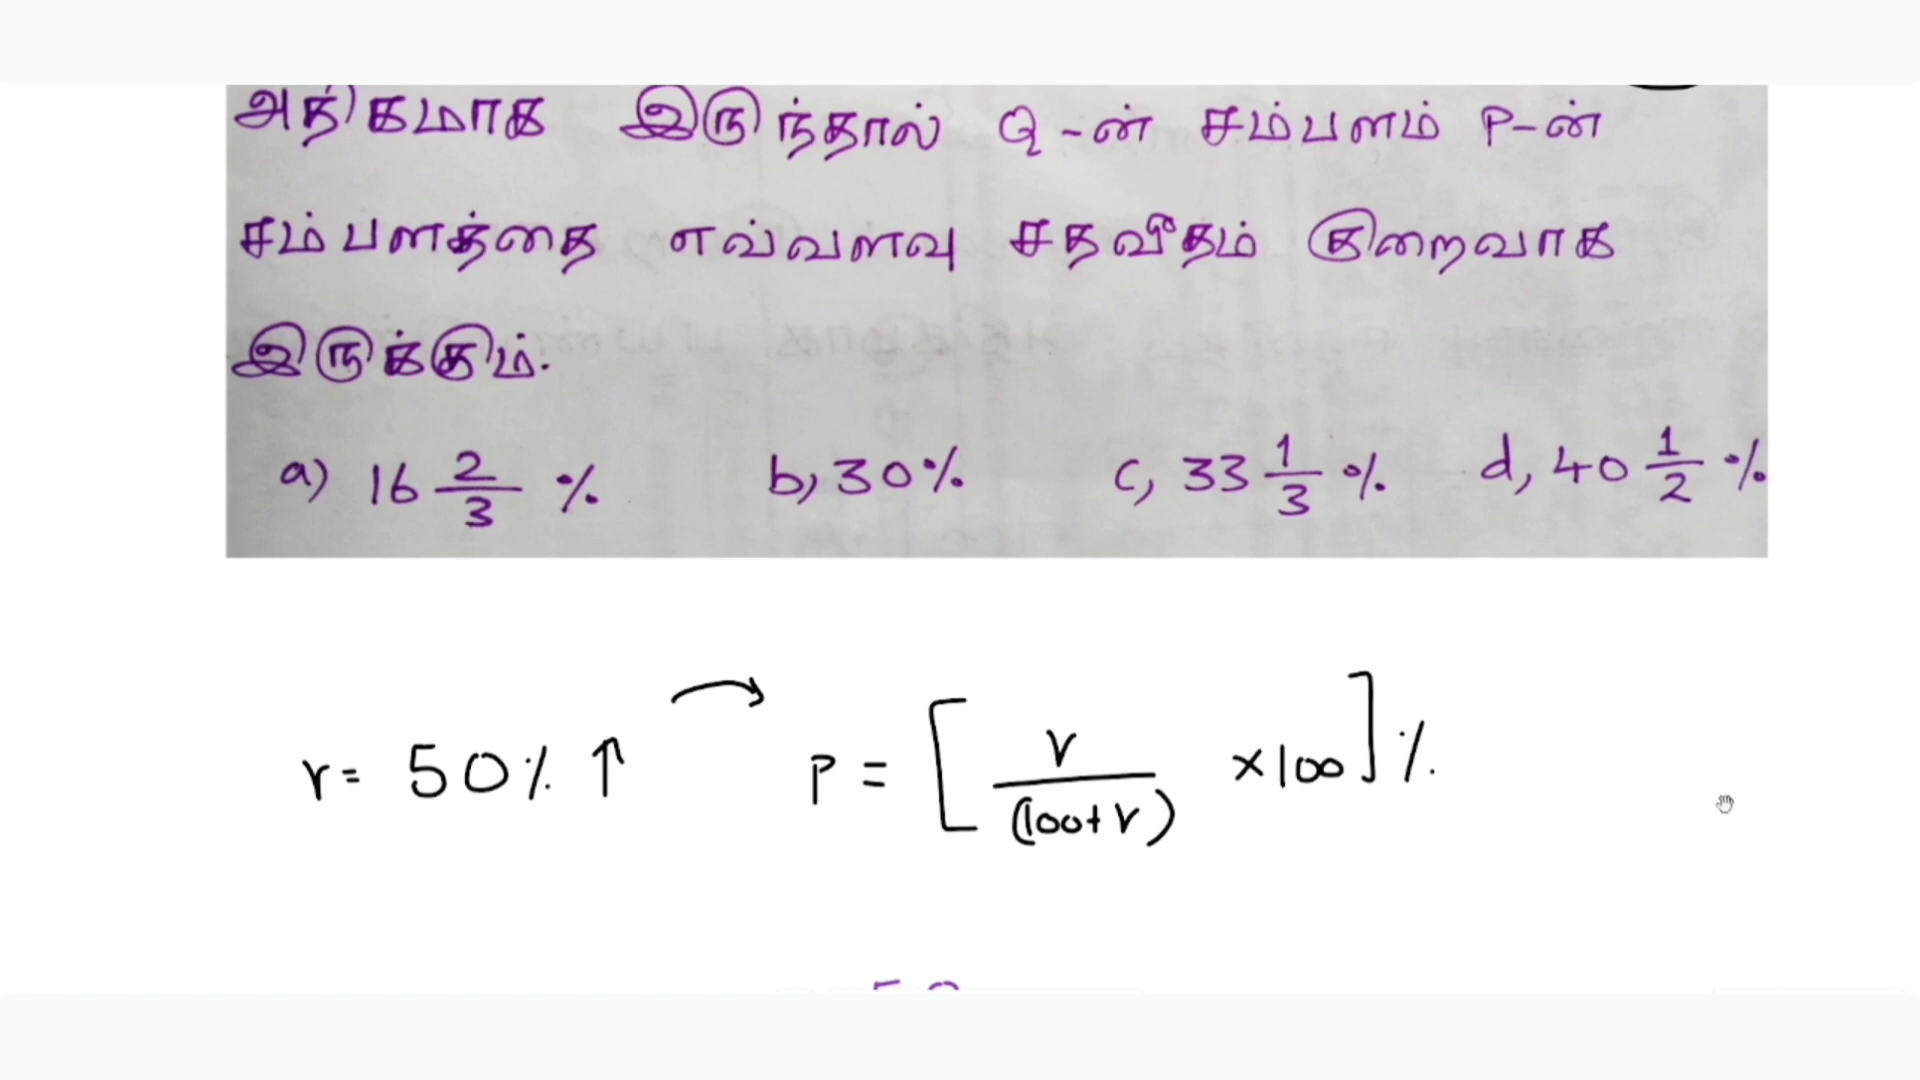 அதிகமாக இருந்தால் Q-ன் சம்பளம் P-ன்
சம்பளத்தை எவ்வளவு சதவீதம் குறைவாக
இருக்கும்.
a) 16 2/3 % b, 30% c, 33 1/3 % d, 40 1/2 %
r = 50% ↑ → P = [ r/(100+r) ×100 ] %